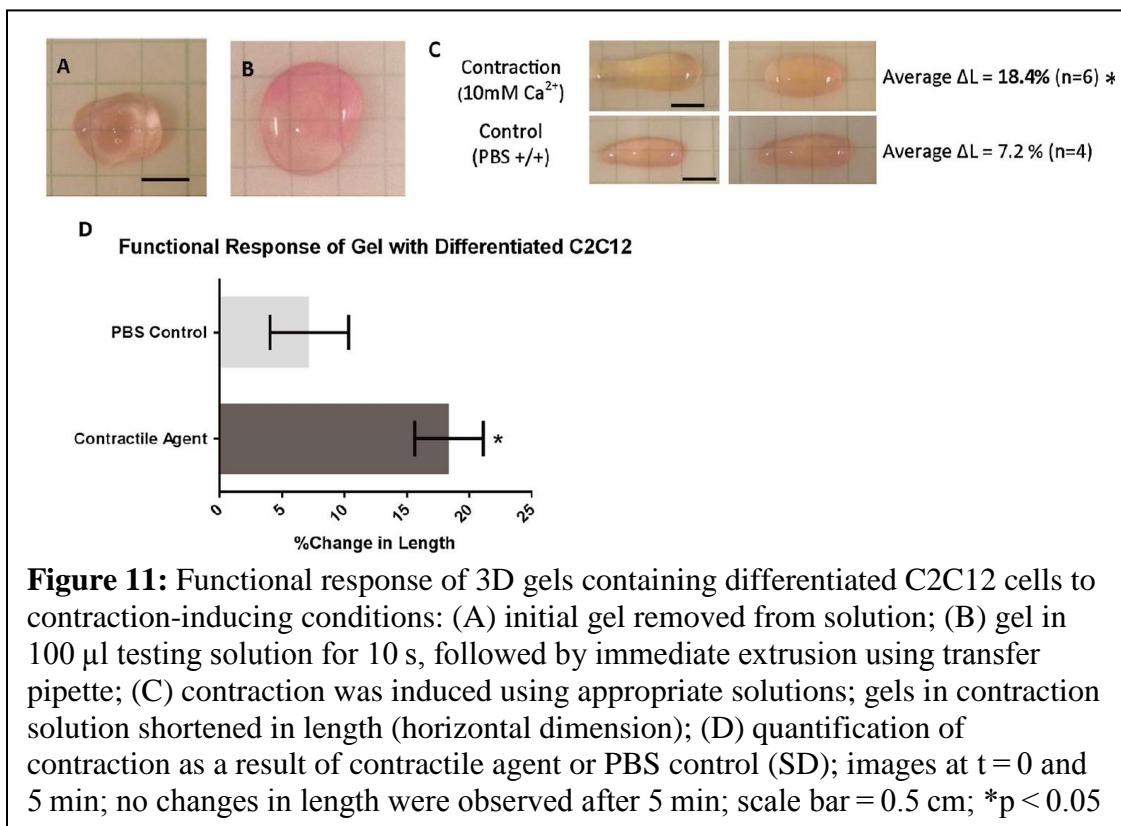 A
B
C
Contraction
(10mM Ca²⁺)
Average ΔL = 18.4% (n=6) *
Control
(PBS +/+)
Average ΔL = 7.2 % (n=4)
D
Functional Response of Gel with Differentiated C2C12
PBS Control
Contractile Agent
*
0 5 10 15 20 25
%Change in Length
Figure 11: Functional response of 3D gels containing differentiated C2C12 cells to
contraction-inducing conditions: (A) initial gel removed from solution; (B) gel in
100 μl testing solution for 10 s, followed by immediate extrusion using transfer
pipette; (C) contraction was induced using appropriate solutions; gels in contraction
solution shortened in length (horizontal dimension); (D) quantification of
contraction as a result of contractile agent or PBS control (SD); images at t = 0 and
5 min; no changes in length were observed after 5 min; scale bar = 0.5 cm; *p < 0.05